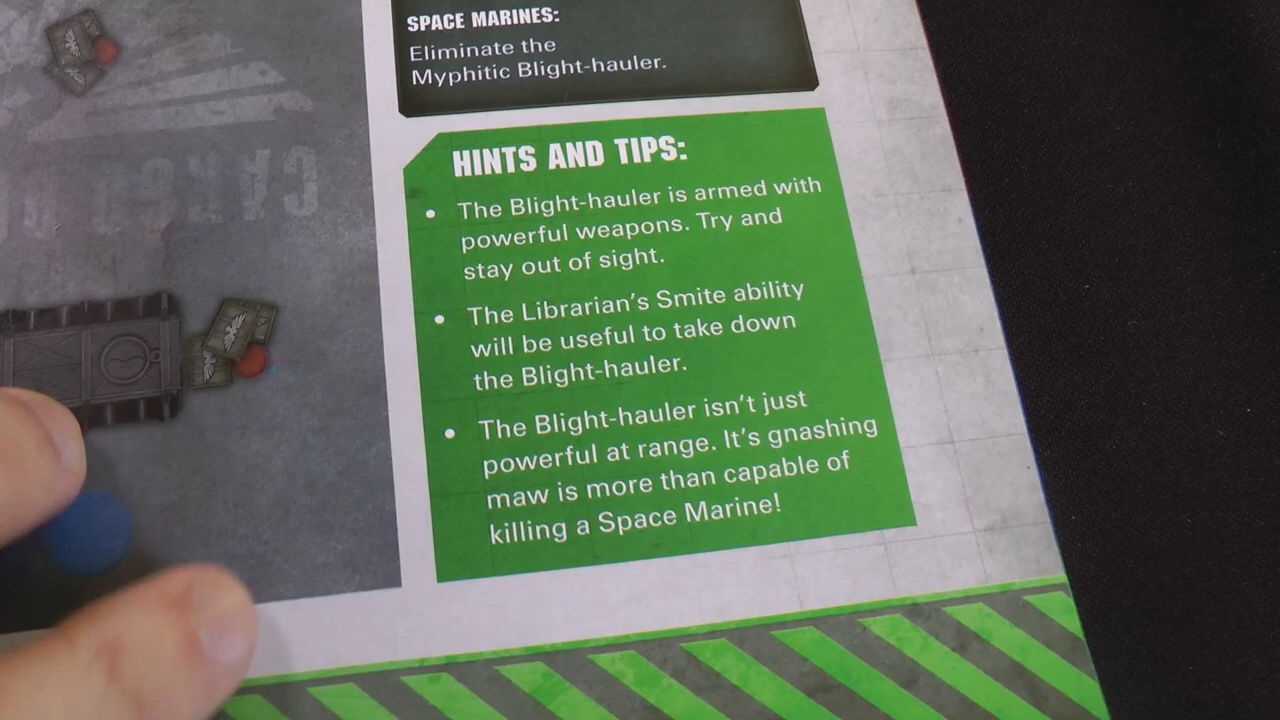 SPACE MARINES:
Eliminate the
Myphitic Blight-hauler.
HINTS AND TIPS:
• The Blight-hauler is armed with
powerful weapons. Try and
stay out of sight.
• The Librarian's Smite ability
will be useful to take down
the Blight-hauler.
• The Blight-hauler isn't just
powerful at range. It's gnashing
maw is more than capable of
killing a Space Marine!